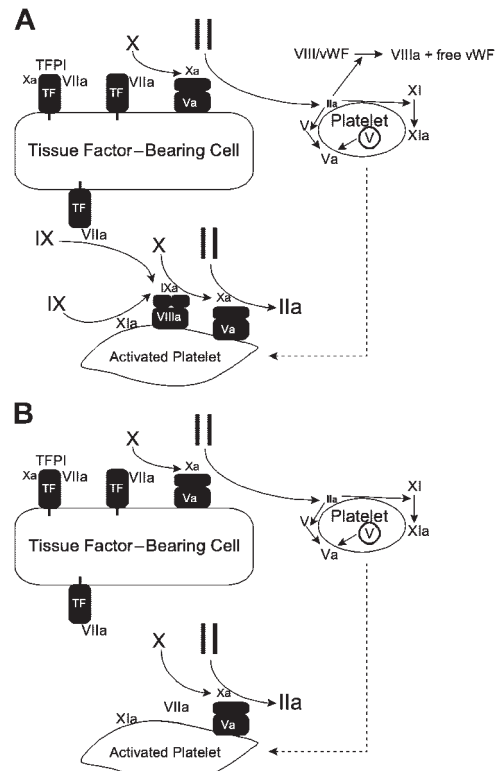 A
X
II
VIII/vWF
VIIIa + free vWF
TFPI
Xa
TF
VIIa
TF
VIIa
Xa
Va
IIa
XI
Platelet
V
V
XIa
Va
Tissue Factor–Bearing Cell
TF
VIIa
IX
X
II
IXa
Xa
IIa
IX
VIIIa
XIa
Va
Activated Platelet
B
X
II
TFPI
Xa
TF
VIIa
TF
VIIa
Xa
Va
IIa
XI
Platelet
V
V
XIa
Va
Tissue Factor–Bearing Cell
TF
VIIa
X
II
Xa
IIa
VIIa
XIa
Va
Activated Platelet